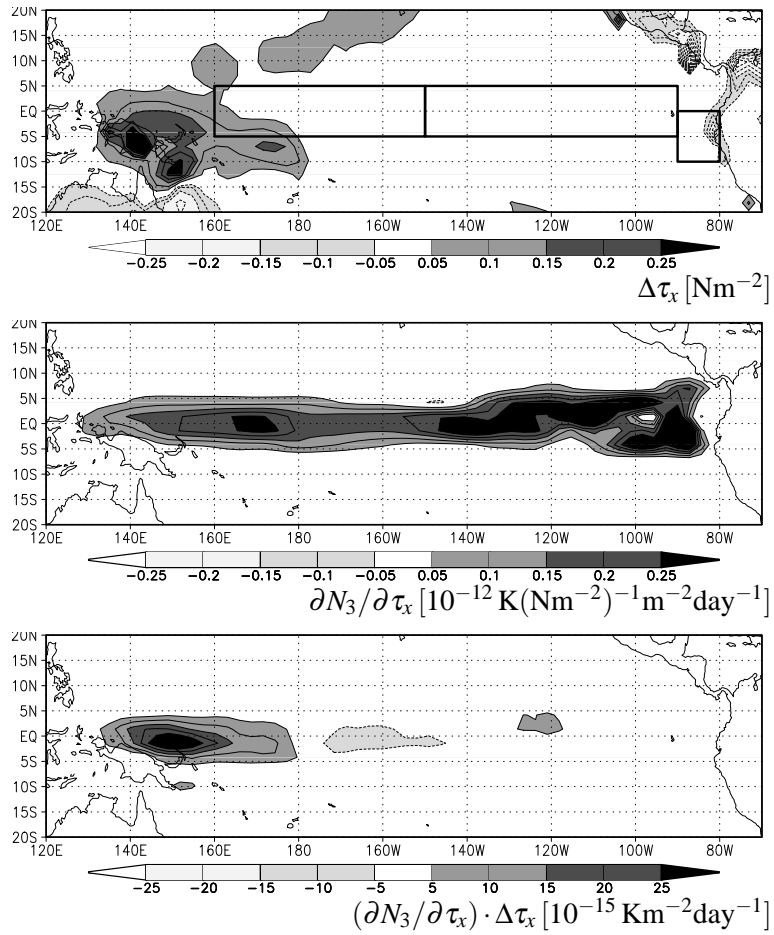 20N
15N
10N
5N
EQ
5S
10S
15S
20S
120E 140E 160E 180 160W 140W 120W 100W 80W
−0.25 −0.2 −0.15 −0.1 −0.05 0.05 0.1 0.15 0.2 0.25
Δτₓ [Nm⁻²]
20N
15N
10N
5N
EQ
5S
10S
15S
20S
120E 140E 160E 180 160W 140W 120W 100W 80W
−0.25 −0.2 −0.15 −0.1 −0.05 0.05 0.1 0.15 0.2 0.25
∂N₃/∂τₓ [10⁻¹² K(Nm⁻²)⁻¹m⁻²day⁻¹]
20N
15N
10N
5N
EQ
5S
10S
15S
20S
120E 140E 160E 180 160W 140W 120W 100W 80W
−25 −20 −15 −10 −5 5 10 15 20 25
(∂N₃/∂τₓ) · Δτₓ [10⁻¹⁵ Km⁻²day⁻¹]